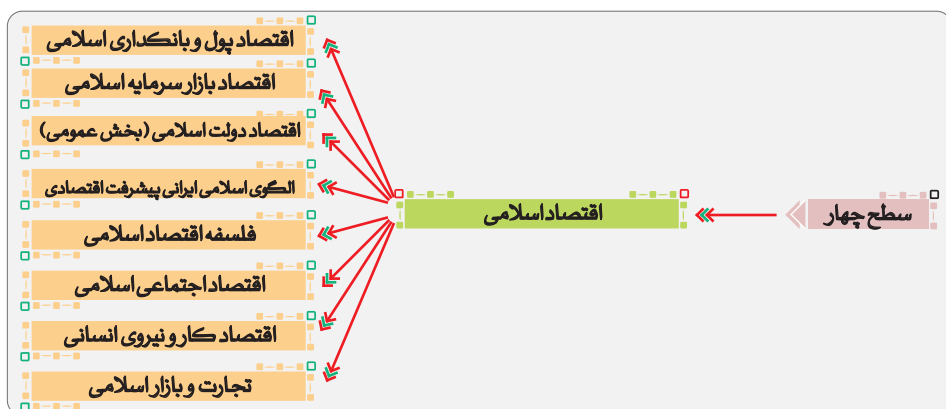 سطح چهار
اقتصاد اسلامی
اقتصاد پول و بانکداری اسلامی
اقتصاد بازار سرمایه اسلامی
اقتصاد دولت اسلامی (بخش عمومی)
الگوی اسلامی ایرانی پیشرفت اقتصادی
فلسفه اقتصاد اسلامی
اقتصاد اجتماعی اسلامی
اقتصاد کار و نیروی انسانی
تجارت و بازار اسلامی